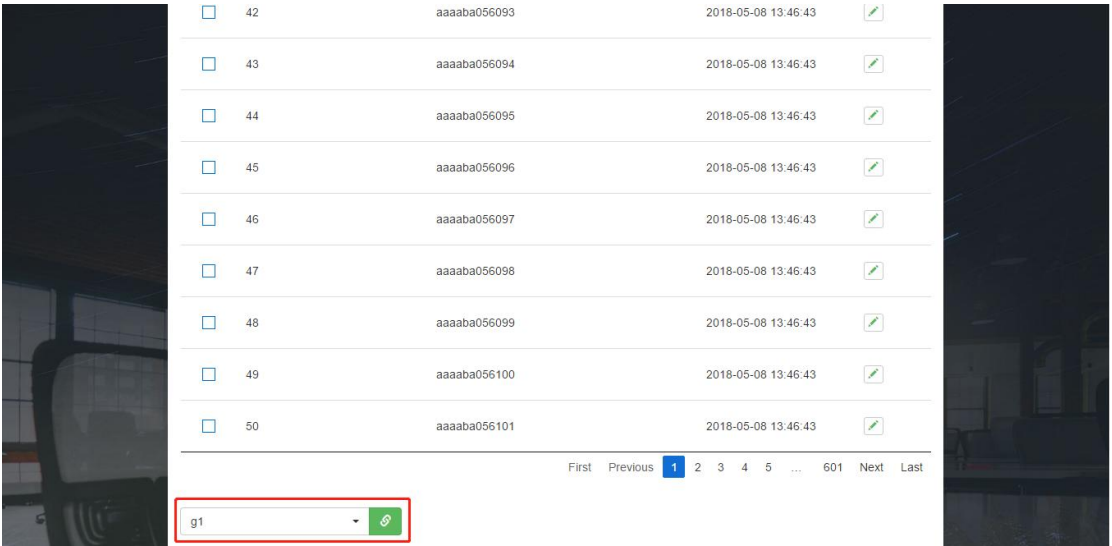 42 aaaaba056093 2018-05-08 13:46:43
43 aaaaba056094 2018-05-08 13:46:43
44 aaaaba056095 2018-05-08 13:46:43
45 aaaaba056096 2018-05-08 13:46:43
46 aaaaba056097 2018-05-08 13:46:43
47 aaaaba056098 2018-05-08 13:46:43
48 aaaaba056099 2018-05-08 13:46:43
49 aaaaba056100 2018-05-08 13:46:43
50 aaaaba056101 2018-05-08 13:46:43
First Previous 1 2 3 4 5 ... 601 Next Last
g1